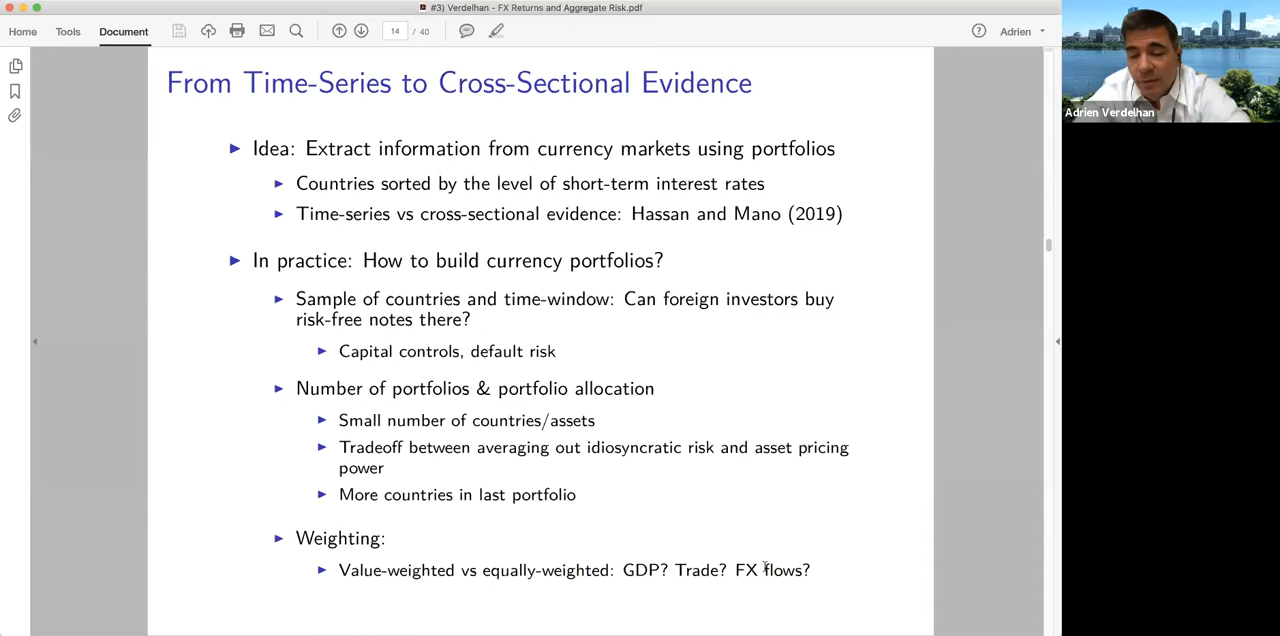 #3) Verdelhan - FX Returns and Aggregate Risk.pdf
Home Tools Document 14 / 40 Adrien
From Time-Series to Cross-Sectional Evidence
Idea: Extract information from currency markets using portfolios
Countries sorted by the level of short-term interest rates
Time-series vs cross-sectional evidence: Hassan and Mano (2019)
In practice: How to build currency portfolios?
Sample of countries and time-window: Can foreign investors buy
risk-free notes there?
Capital controls, default risk
Number of portfolios & portfolio allocation
Small number of countries/assets
Tradeoff between averaging out idiosyncratic risk and asset pricing
power
More countries in last portfolio
Weighting:
Value-weighted vs equally-weighted: GDP? Trade? FX flows?
Adrien Verdelhan